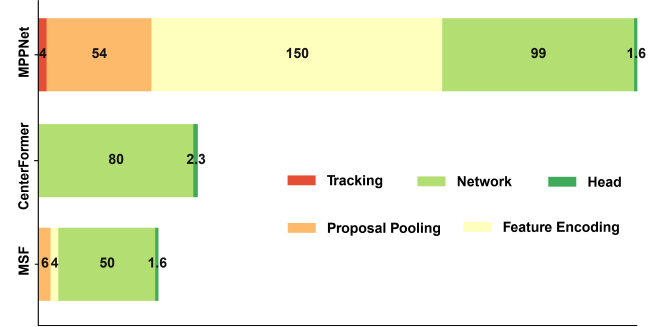 MPPNet
4 54 150 99 1.6
CenterFormer
80 2.3
Tracking Network Head
Proposal Pooling Feature Encoding
MSF
6 4 50 1.6